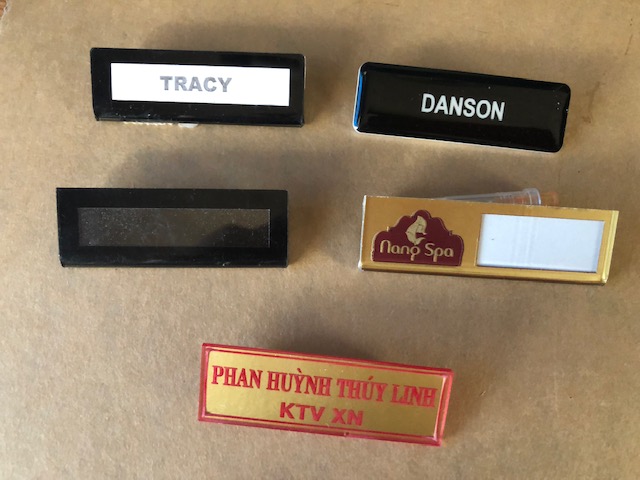 TRACY
DANSON
Nang Spa
PHAN HUỲNH THÚY LINH
KTV XN